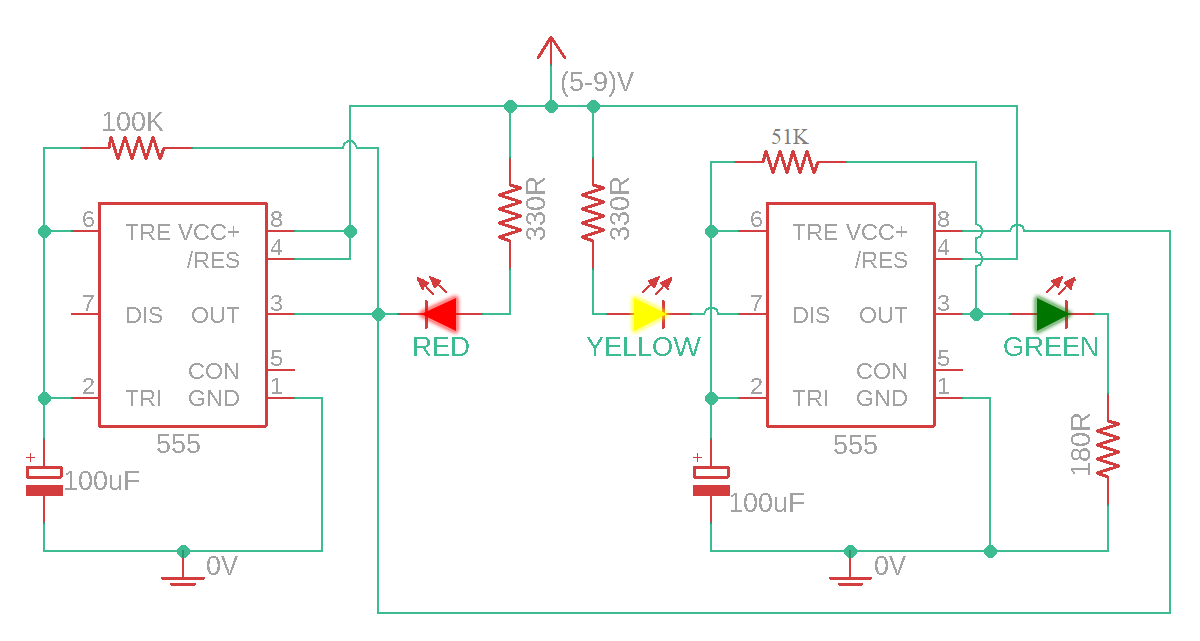 (5-9)V
100K
51K
330R
330R
6
TRE
VCC+
8
/RES
4
7
DIS
OUT
3
CON
5
2
TRI
GND
1
555
+
100uF
0V
RED
YELLOW
6
TRE
VCC+
8
/RES
4
7
DIS
OUT
3
CON
5
2
TRI
GND
1
555
+
100uF
0V
GREEN
180R